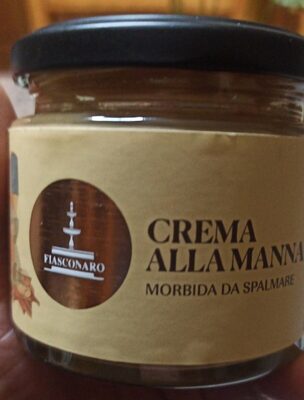 FIASCONARO
CREMA
ALLA MANNA
MORBIDA DA SPALMARE